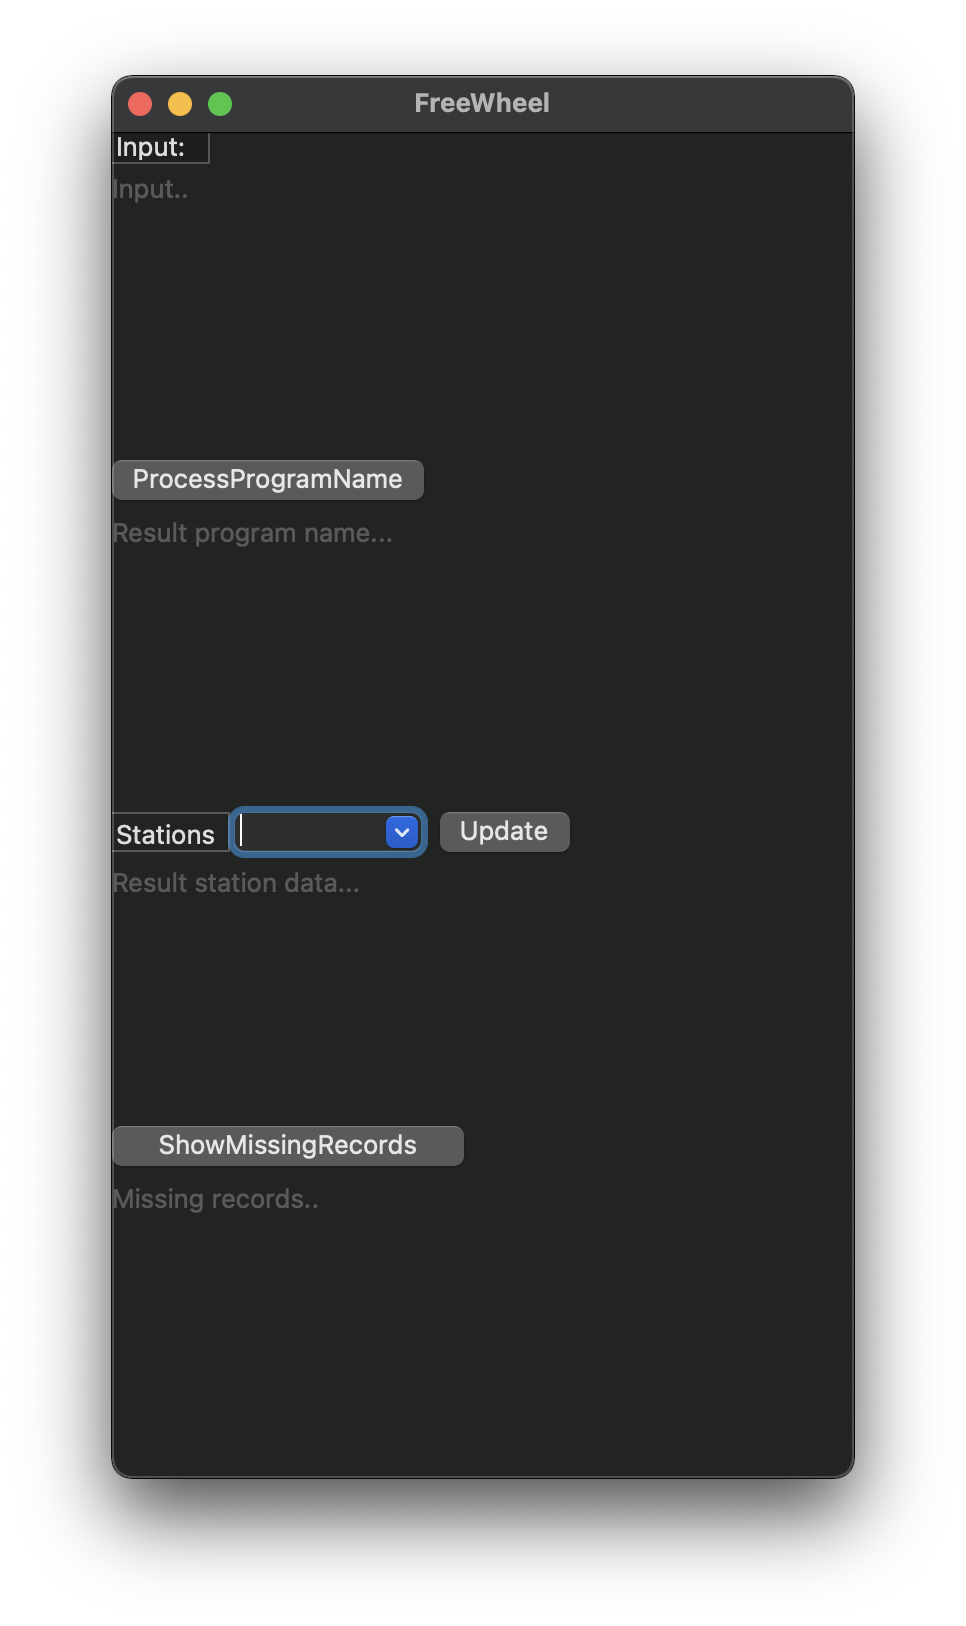 FreeWheel
Input:
Input..
ProcessProgramName
Result program name...
Stations Update
Result station data...
ShowMissingRecords
Missing records..